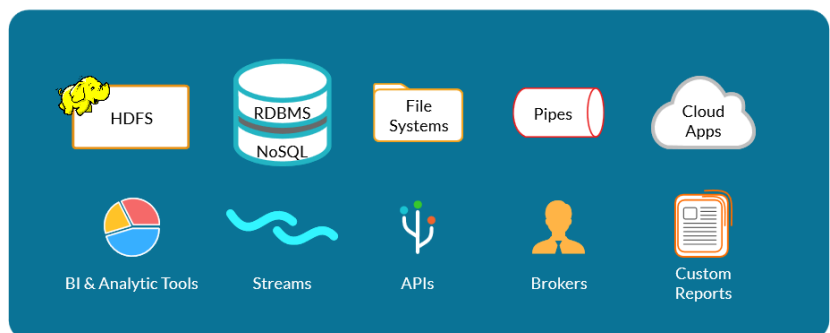 HDFS
RDBMS
NoSQL
File
Systems
Pipes
Cloud
Apps
BI & Analytic Tools
Streams
APIs
Brokers
Custom
Reports